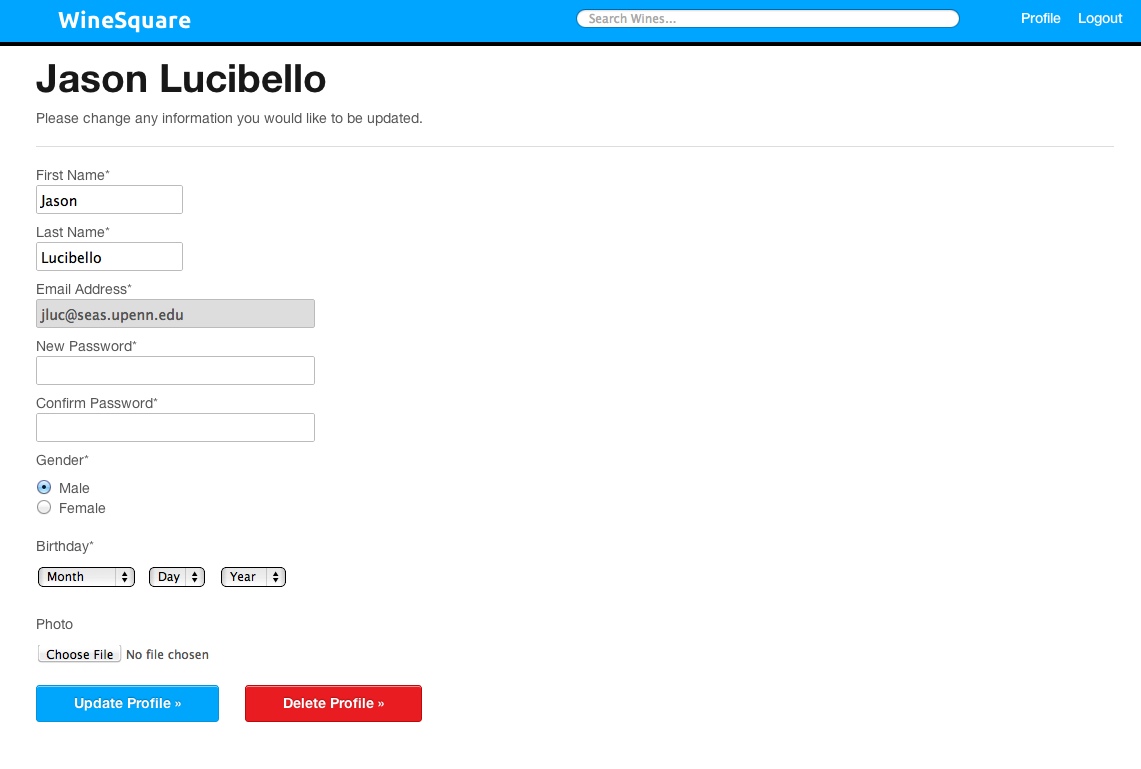 WineSquare Search Wines... Profile Logout
Jason Lucibello
Please change any information you would like to be updated.
First Name*
Jason
Last Name*
Lucibello
Email Address*
jluc@seas.upenn.edu
New Password*
Confirm Password*
Gender*
Male
Female
Birthday*
Month Day Year
Photo
Choose File No file chosen
Update Profile » Delete Profile »